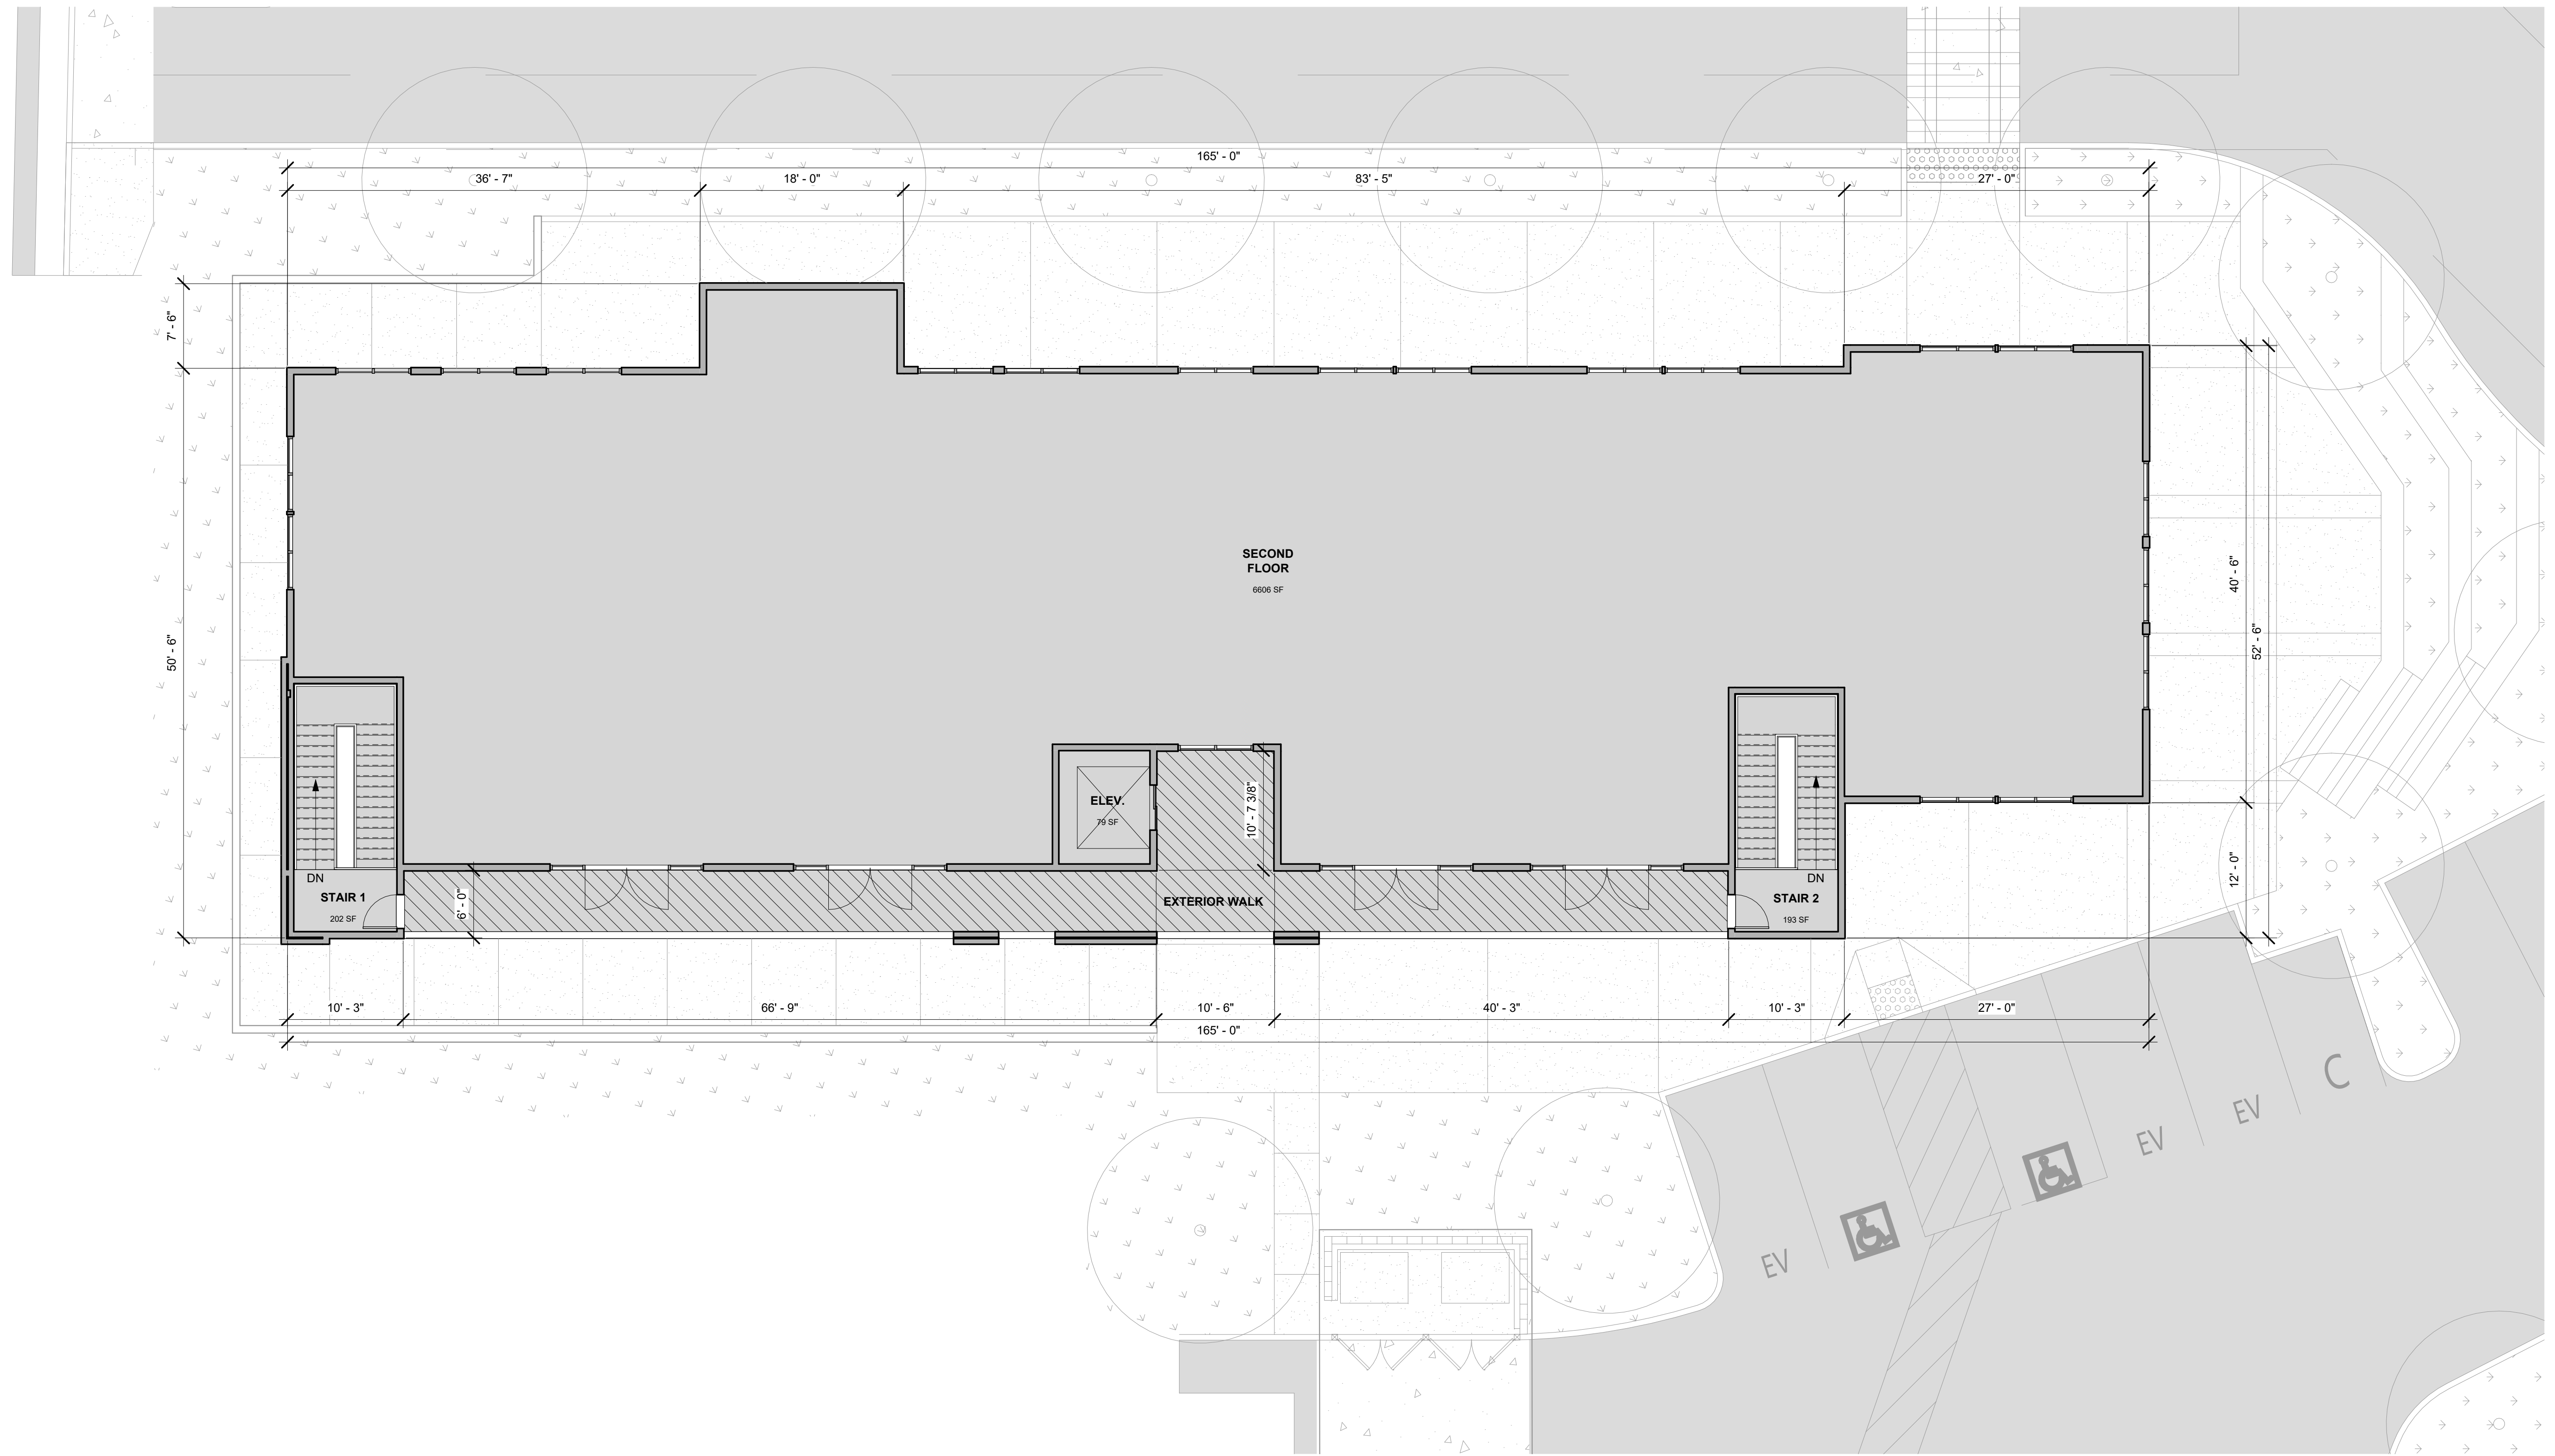 165' - 0"
36' - 7"
18' - 0"
83' - 5"
27' - 0"
7' - 6"
50' - 6"
40' - 6"
52' - 6"
12' - 0"
SECOND
FLOOR
6606 SF
ELEV.
79 SF
10' - 7 3/8"
DN
STAIR 1
202 SF
6' - 0"
EXTERIOR WALK
DN
STAIR 2
193 SF
10' - 3"
66' - 9"
10' - 6"
40' - 3"
10' - 3"
27' - 0"
165' - 0"
C
EV
EV
EV